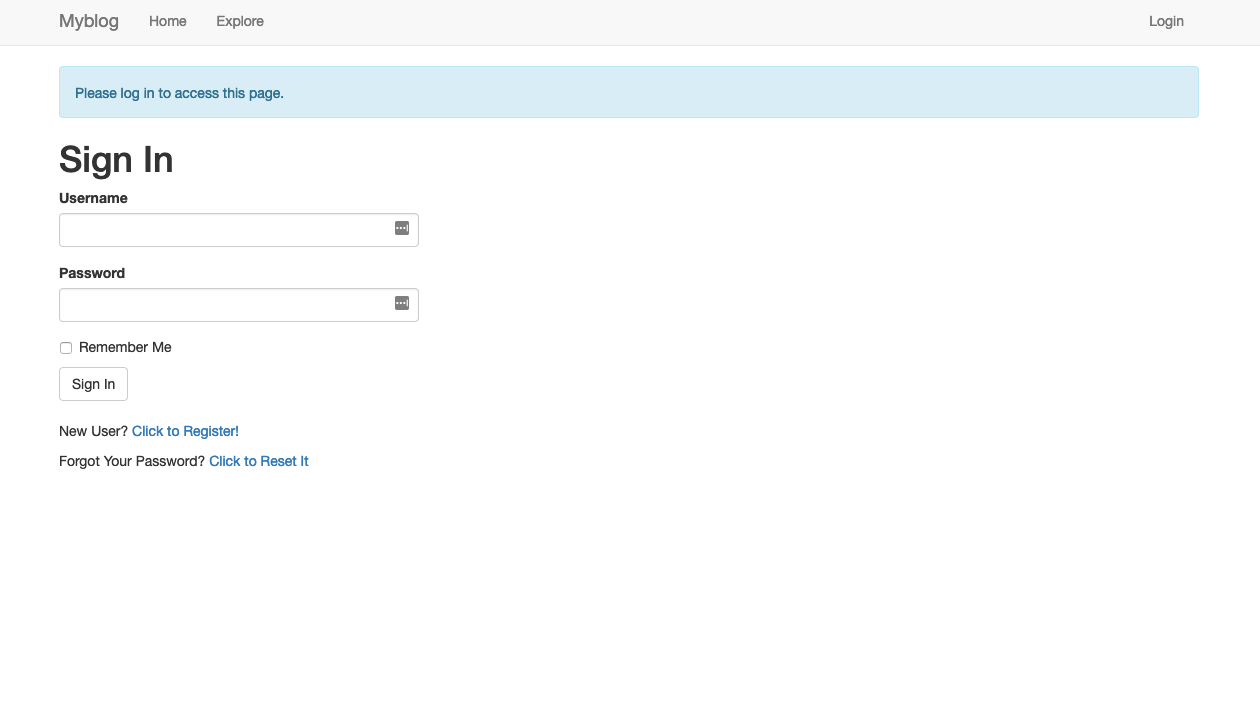 Myblog Home Explore Login
Please log in to access this page.
Sign In
Username
Password
Remember Me
Sign In
New User? Click to Register!
Forgot Your Password? Click to Reset It